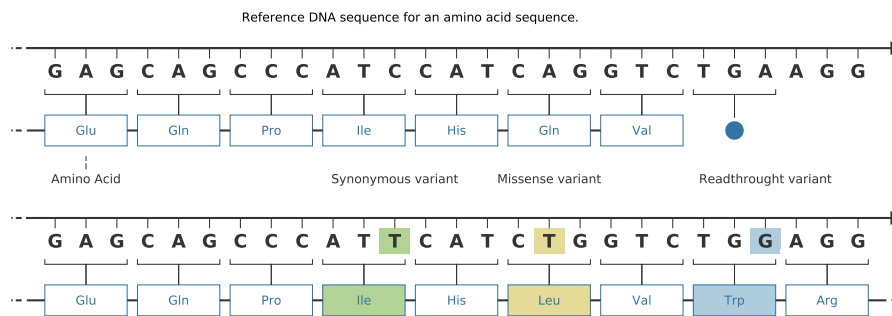 Reference DNA sequence for an amino acid sequence.
G A G C A G C C C A T C C A T C A G G T C T G A A G G
Glu Gln Pro Ile His Gln Val
Amino Acid Synonymous variant Missense variant Readthrought variant
G A G C A G C C C A T T C A T C T G G T C T G G A G G
Glu Gln Pro Ile His Leu Val Trp Arg